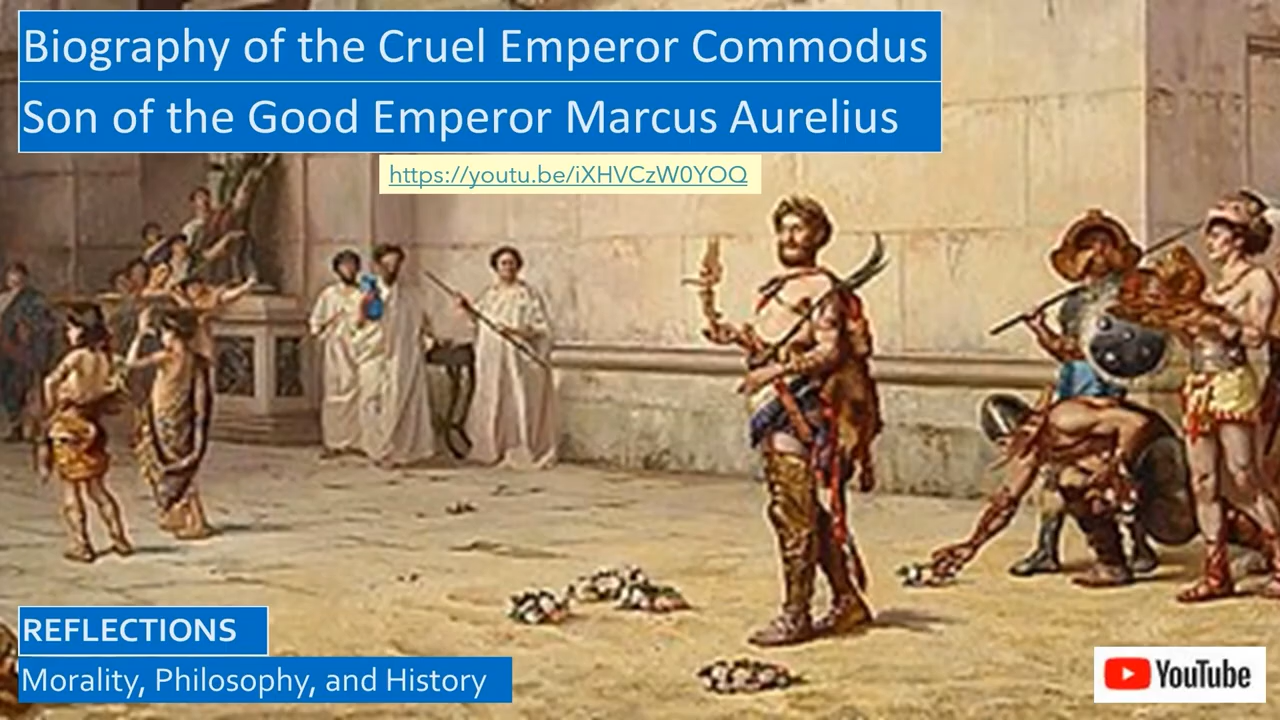 Biography of the Cruel Emperor Commodus
Son of the Good Emperor Marcus Aurelius
https://youtu.be/iXHVCzW0YOQ
REFLECTIONS
Morality, Philosophy, and History
YouTube